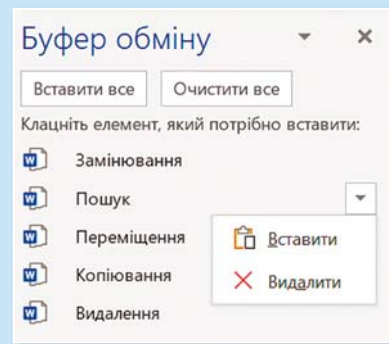 Буфер обміну
Вставити все Очистити все
Клацніть елемент, який потрібно вставити:
Замінювання
Пошук
Переміщення
Вставити
Копіювання
Видалити
Видалення